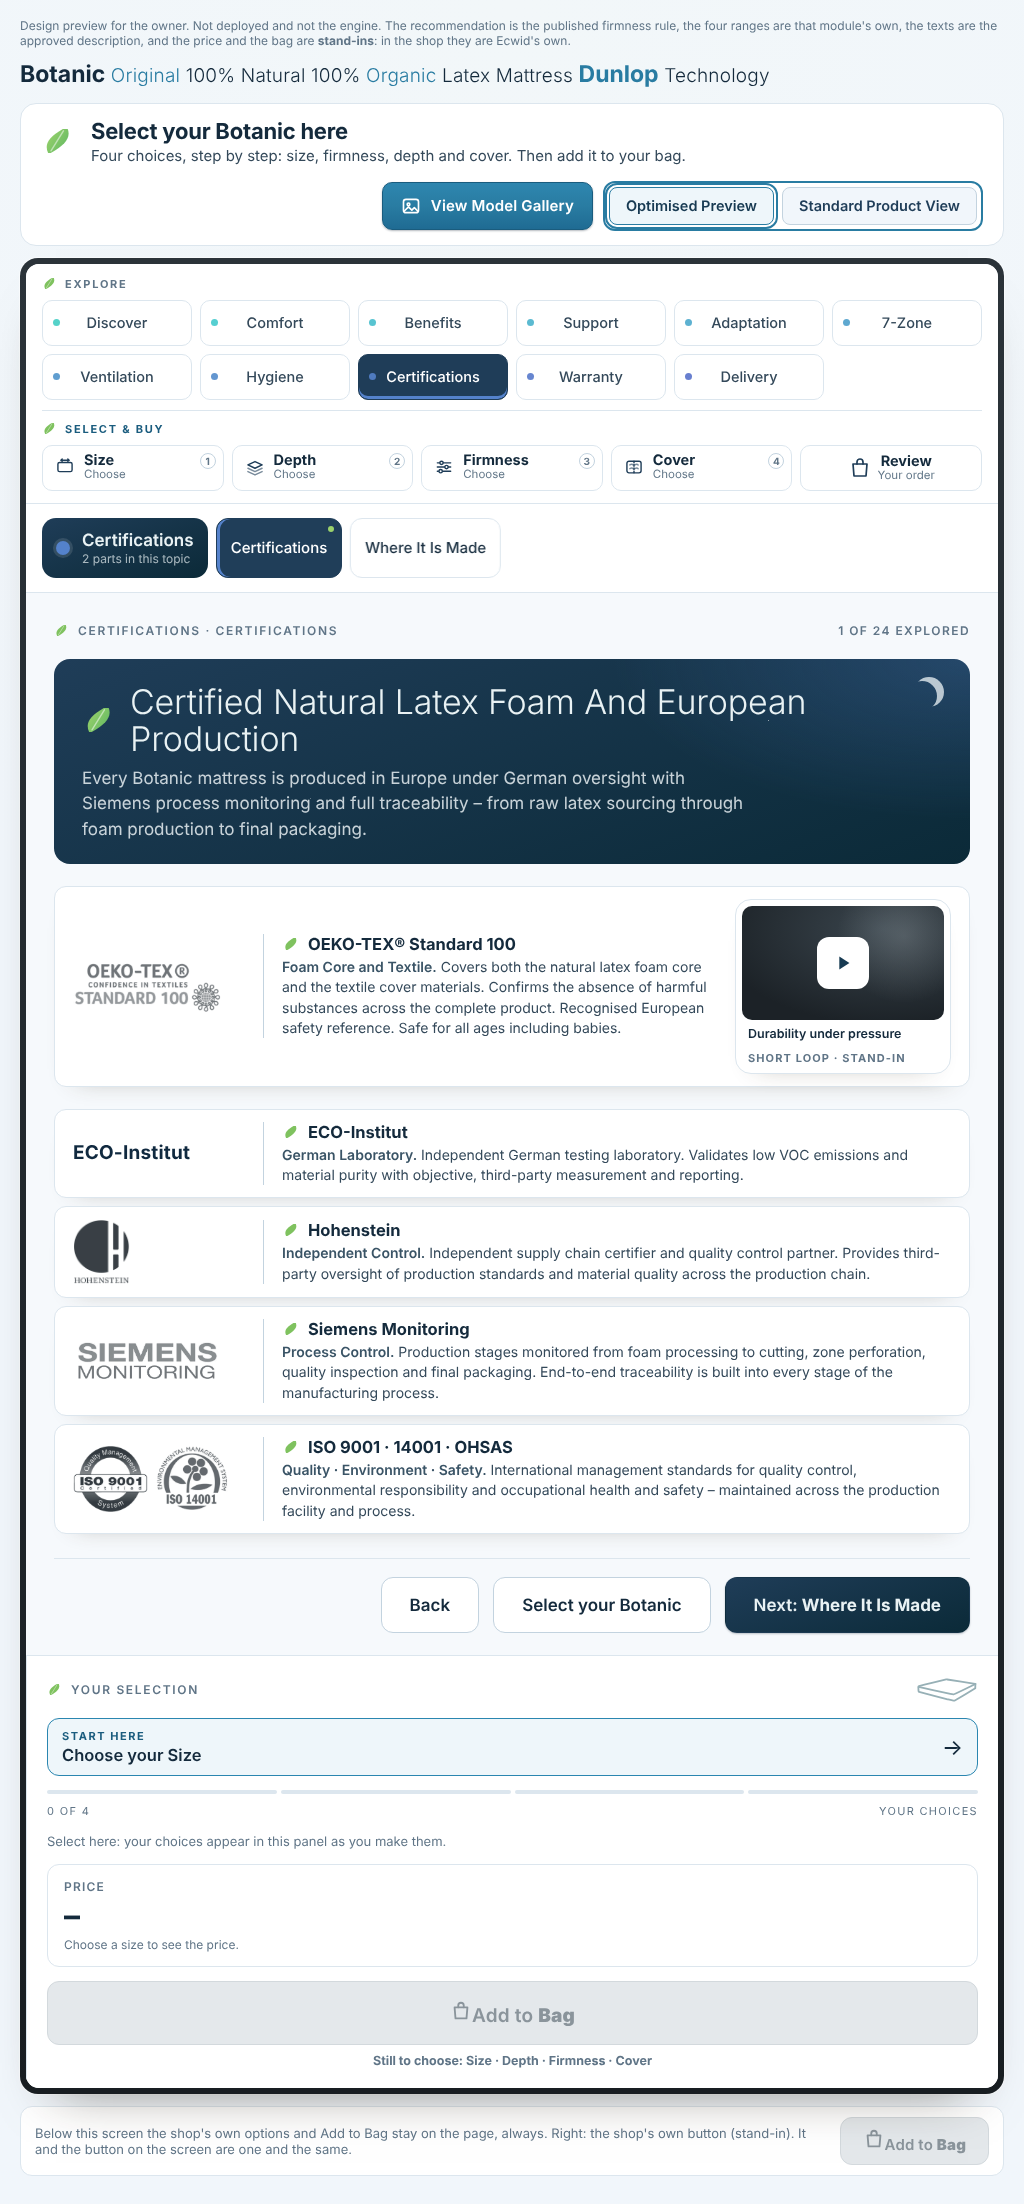 Design preview for the owner. Not deployed and not the engine. The recommendation is the published firmness rule, the four ranges are that module's own, the texts are the
approved description, and the price and the bag are stand-ins: in the shop they are Ecwid's own.
Botanic Original 100% Natural 100% Organic Latex Mattress Dunlop Technology
Select your Botanic here
Four choices, step by step: size, firmness, depth and cover. Then add it to your bag.
View Model Gallery
Optimised Preview
Standard Product View
EXPLORE
Discover
Comfort
Benefits
Support
Adaptation
7-Zone
Ventilation
Hygiene
Certifications
Warranty
Delivery
SELECT & BUY
Size
Choose
1
Depth
Choose
2
Firmness
Choose
3
Cover
Choose
4
Review
Your order
Certifications
2 parts in this topic
Certifications
Where It Is Made
CERTIFICATIONS · CERTIFICATIONS
1 OF 24 EXPLORED
Certified Natural Latex Foam And European
Production
Every Botanic mattress is produced in Europe under German oversight with
Siemens process monitoring and full traceability – from raw latex sourcing through
foam production to final packaging.
OEKO-TEX®
CONFIDENCE IN TEXTILES
STANDARD 100
OEKO-TEX® Standard 100
Foam Core and Textile. Covers both the natural latex foam core
and the textile cover materials. Confirms the absence of harmful
substances across the complete product. Recognised European
safety reference. Safe for all ages including babies.
Durability under pressure
SHORT LOOP · STAND-IN
ECO-Institut
ECO-Institut
German Laboratory. Independent German testing laboratory. Validates low VOC emissions and
material purity with objective, third-party measurement and reporting.
HOHENSTEIN
Hohenstein
Independent Control. Independent supply chain certifier and quality control partner. Provides third-
party oversight of production standards and material quality across the production chain.
SIEMENS
MONITORING
Siemens Monitoring
Process Control. Production stages monitored from foam processing to cutting, zone perforation,
quality inspection and final packaging. End-to-end traceability is built into every stage of the
manufacturing process.
Quality Management
ISO 9001
Certified
System
ENVIRONMENTAL MANAGEMENT SYSTEM
ISO 14001
ISO 9001 · 14001 · OHSAS
Quality · Environment · Safety. International management standards for quality control,
environmental responsibility and occupational health and safety – maintained across the production
facility and process.
Back
Select your Botanic
Next: Where It Is Made
YOUR SELECTION
START HERE
Choose your Size
0 OF 4
YOUR CHOICES
Select here: your choices appear in this panel as you make them.
PRICE
–
Choose a size to see the price.
Add to Bag
Still to choose: Size · Depth · Firmness · Cover
Below this screen the shop's own options and Add to Bag stay on the page, always. Right: the shop's own button (stand-in). It
and the button on the screen are one and the same.
Add to Bag